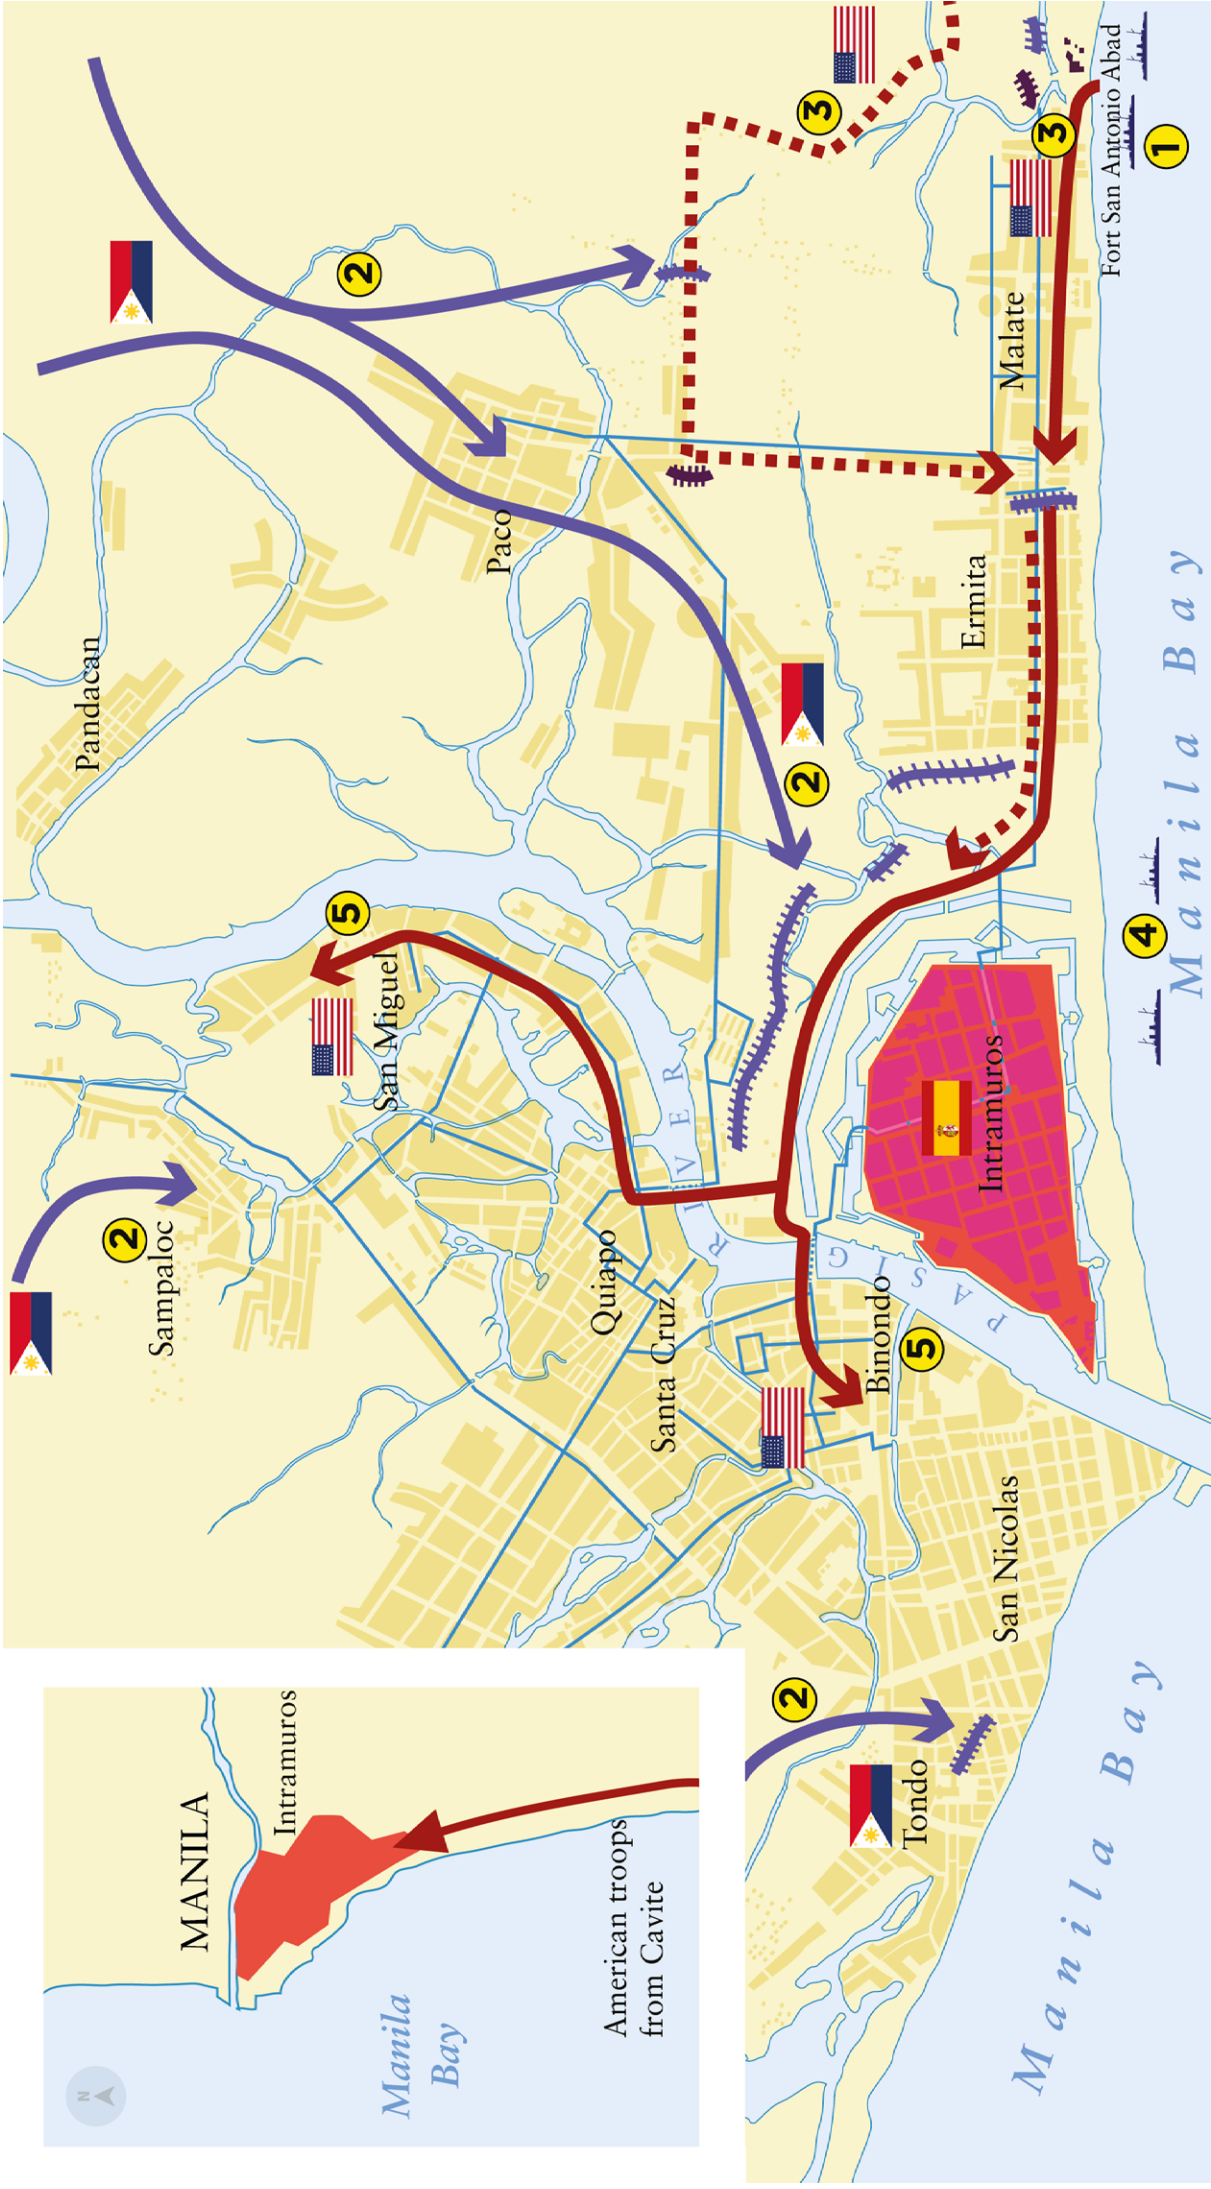 MANILA
Intramuros
Manila
Bay
American troops
from Cavite
N
Tondo
2
San Nicolas
Manila Bay
Sampaloc
2
Santa Cruz
Quiapo
Binondo
5
PASIG RIVER
San Miguel
5
Intramuros
4
Manila Bay
Pandacan
Paco
2
Ermita
2
Malate
3
3
Fort San Antonio Abad
1